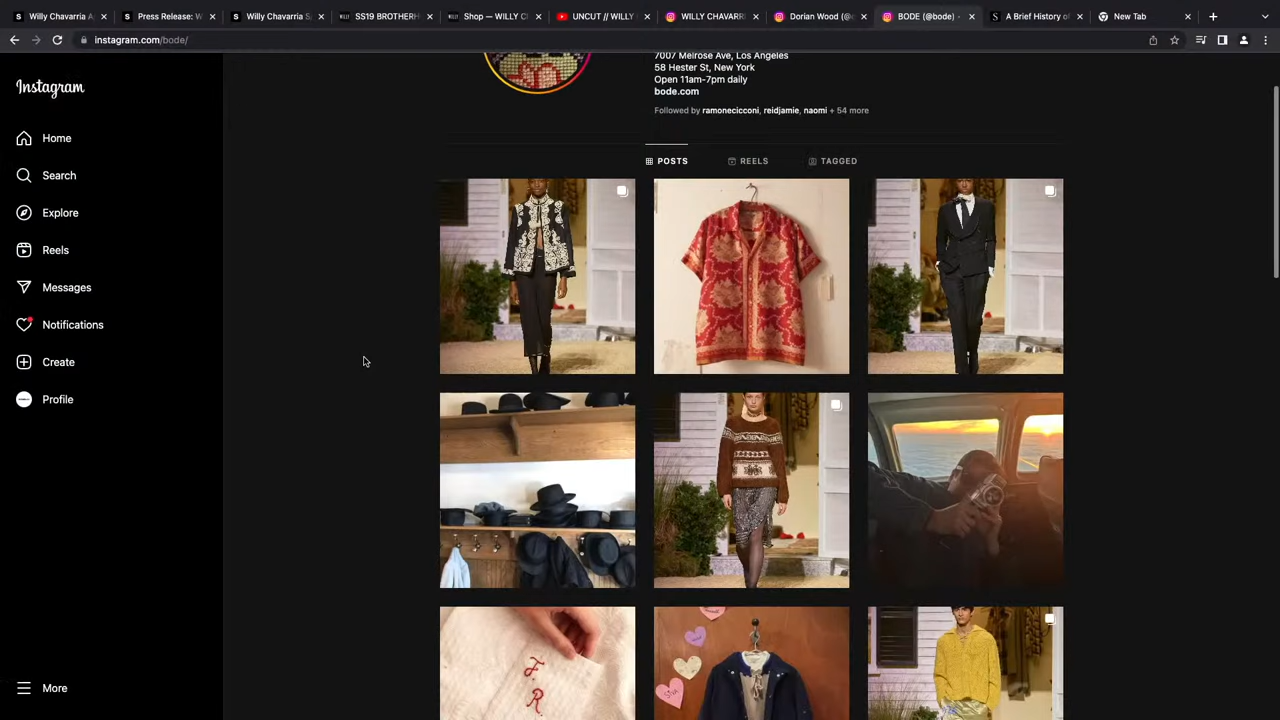 Willy Chavarria A
Press Release: W
Willy Chavarria S
SS19 BROTHERH
Shop — WILLY C
UNCUT // WILLY
WILLY CHAVARR
Dorian Wood (@
BODE (@bode) -
A Brief History of
New Tab
instagram.com/bode/
Instagram
Home
Search
Explore
Reels
Messages
Notifications
Create
Profile
More
7007 Melrose Ave, Los Angeles
58 Hester St, New York
Open 11am-7pm daily
bode.com
Followed by ramonecicconi, reidjamie, naomi + 54 more
POSTS REELS TAGGED